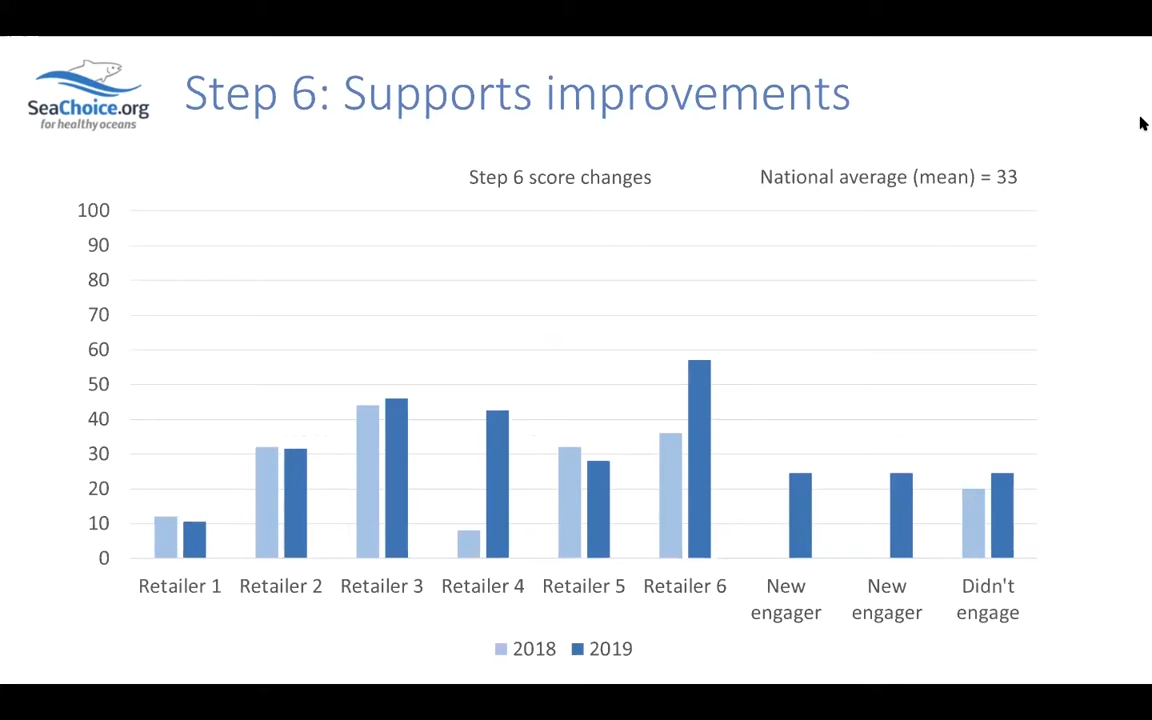 SeaChoice.org
for healthy oceans
Step 6: Supports improvements
Step 6 score changes
National average (mean) = 33
100
90
80
70
60
50
40
30
20
10
0
Retailer 1
Retailer 2
Retailer 3
Retailer 4
Retailer 5
Retailer 6
New
engager
New
engager
Didn't
engage
2018
2019